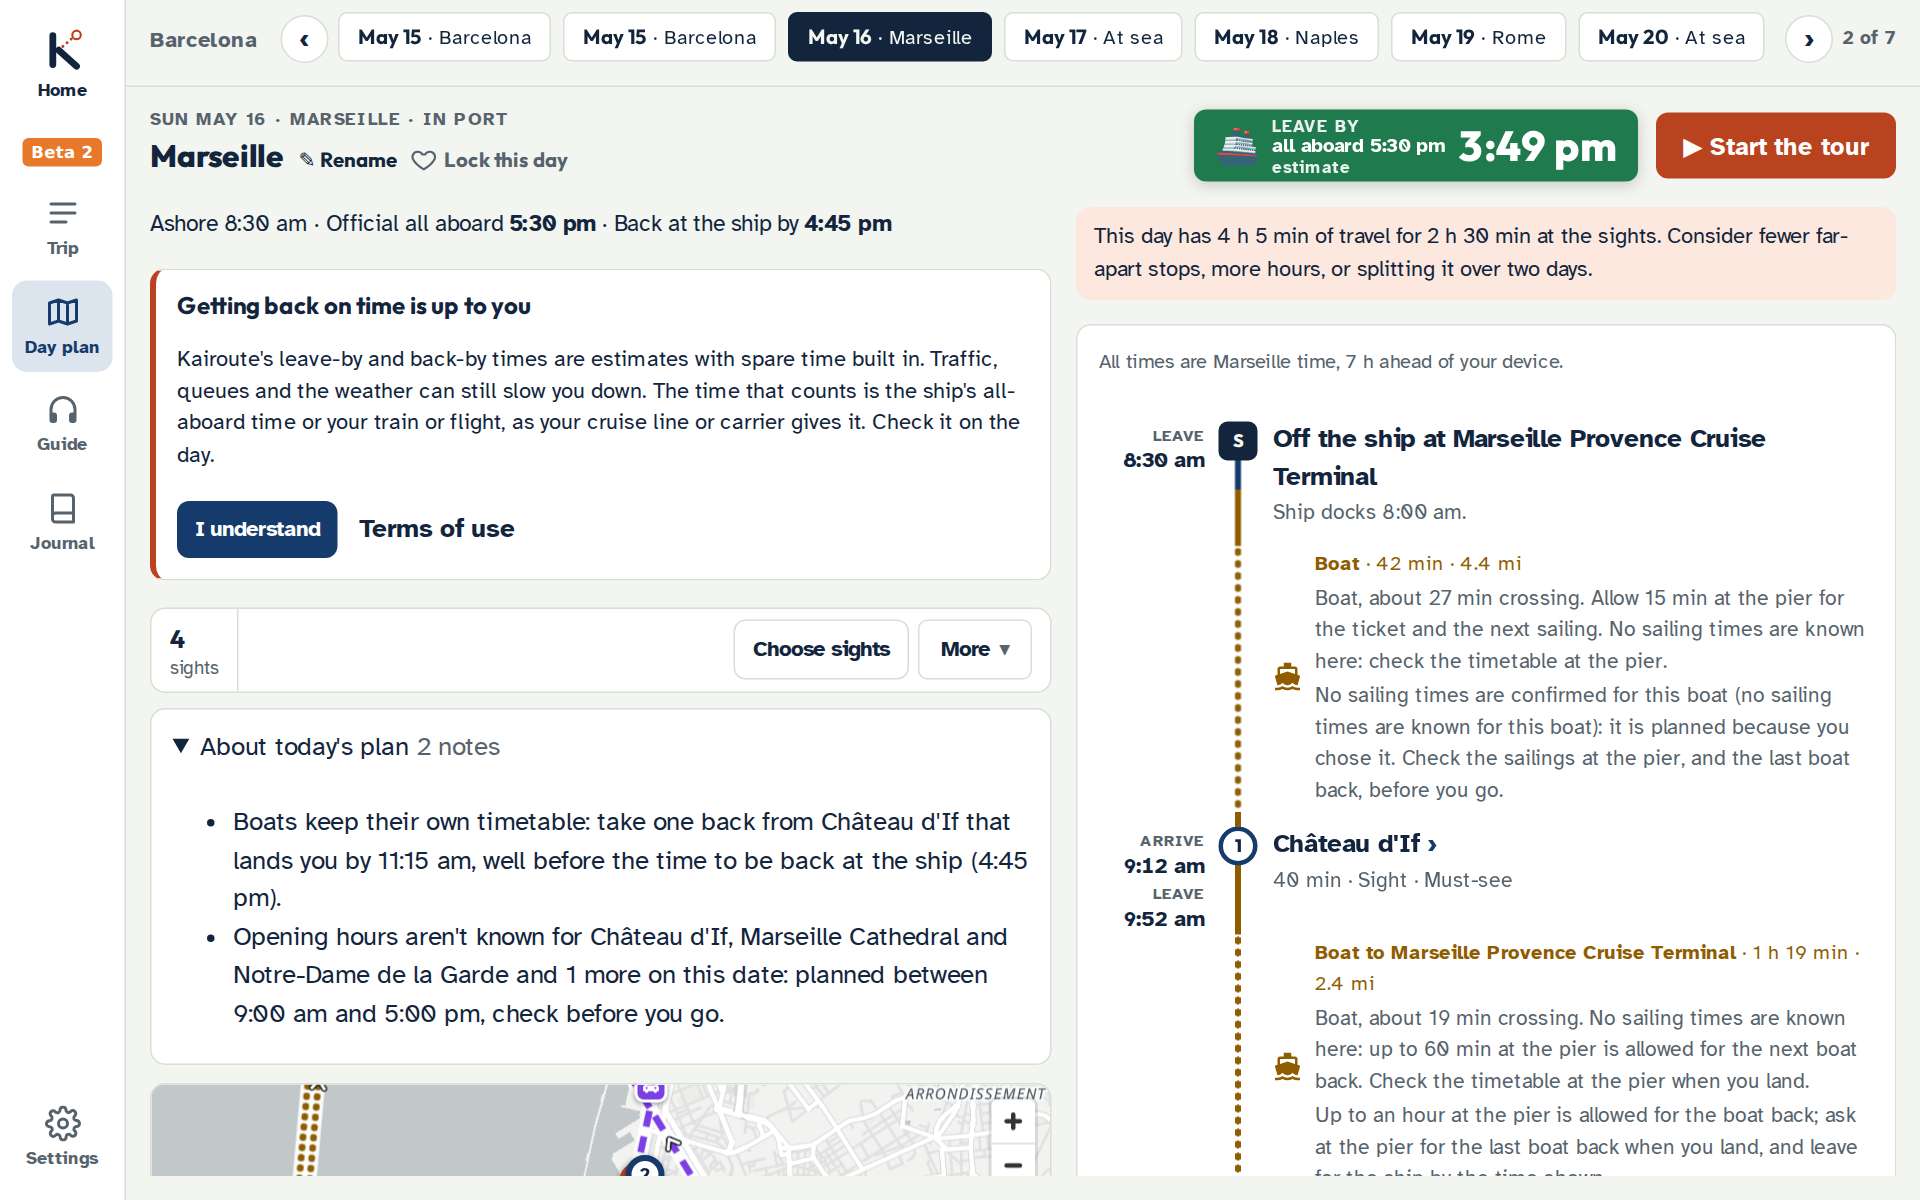 Home
Beta 2
Trip
Day plan
Guide
Journal
Settings
Barcelona
‹
May 15 · Barcelona
May 15 · Barcelona
May 16 · Marseille
May 17 · At sea
May 18 · Naples
May 19 · Rome
May 20 · At sea
›
2 of 7
SUN MAY 16 · MARSEILLE · IN PORT
Marseille
✎ Rename
Lock this day
LEAVE BY
all aboard 5:30 pm
estimate
3:49 pm
▶ Start the tour
Ashore 8:30 am · Official all aboard 5:30 pm · Back at the ship by 4:45 pm
Getting back on time is up to you
Kairoute's leave-by and back-by times are estimates with spare time built in. Traffic,
queues and the weather can still slow you down. The time that counts is the ship's all-
aboard time or your train or flight, as your cruise line or carrier gives it. Check it on the
day.
I understand
Terms of use
4
sights
Choose sights
More ▾
▼ About today's plan 2 notes
• Boats keep their own timetable: take one back from Château d'If that
lands you by 11:15 am, well before the time to be back at the ship (4:45
pm).
• Opening hours aren't known for Château d'If, Marseille Cathedral and
Notre-Dame de la Garde and 1 more on this date: planned between
9:00 am and 5:00 pm, check before you go.
ARRONDISSEMENT
+
−
2
This day has 4 h 5 min of travel for 2 h 30 min at the sights. Consider fewer far-
apart stops, more hours, or splitting it over two days.
All times are Marseille time, 7 h ahead of your device.
LEAVE
8:30 am
S
Off the ship at Marseille Provence Cruise
Terminal
Ship docks 8:00 am.
Boat · 42 min · 4.4 mi
Boat, about 27 min crossing. Allow 15 min at the pier for
the ticket and the next sailing. No sailing times are known
here: check the timetable at the pier.
No sailing times are confirmed for this boat (no sailing
times are known for this boat): it is planned because you
chose it. Check the sailings at the pier, and the last boat
back, before you go.
ARRIVE
9:12 am
LEAVE
9:52 am
1
Château d'If ›
40 min · Sight · Must-see
Boat to Marseille Provence Cruise Terminal · 1 h 19 min ·
2.4 mi
Boat, about 19 min crossing. No sailing times are known
here: up to 60 min at the pier is allowed for the next boat
back. Check the timetable at the pier when you land.
Up to an hour at the pier is allowed for the boat back; ask
at the pier for the last boat back when you land, and leave
for the ship by the time shown.